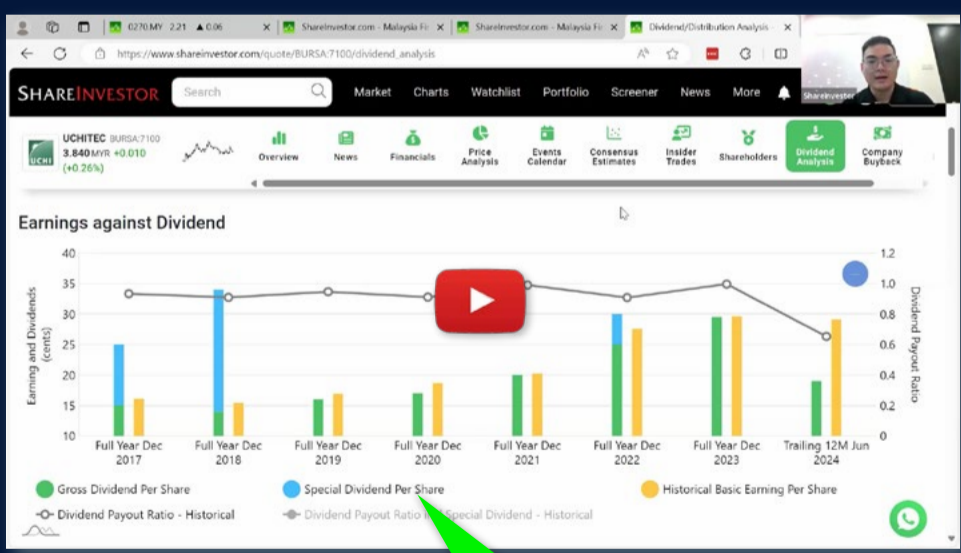 0270.MY 2.21 ▲ 0.06
ShareInvestor.com - Malaysia Fi
ShareInvestor.com - Malaysia Fi
Dividend/Distribution Analysis -
https://www.shareinvestor.com/quote/BURSA:7100/dividend_analysis
SHAREINVESTOR
Search
Market Charts Watchlist Portfolio Screener News More
ShareInvestor
UCHI
UCHITEC BURSA:7100
3.840 MYR +0.010
(+0.26%)
Overview
News
Financials
Price
Analysis
Events
Calendar
Consensus
Estimates
Insider
Trades
Shareholders
Dividend
Analysis
Company
Buyback
Earnings against Dividend
Earning and Dividends
(cents)
40
35
30
25
20
15
10
1.2
1.0
0.8
0.6
0.4
0.2
0
Dividend Payout Ratio
Full Year Dec
2017
Full Year Dec
2018
Full Year Dec
2019
Full Year Dec
2020
Full Year Dec
2021
Full Year Dec
2022
Full Year Dec
2023
Trailing 12M Jun
2024
Gross Dividend Per Share
Special Dividend Per Share
Historical Basic Earning Per Share
Dividend Payout Ratio - Historical
Dividend Payout Ratio Special Dividend - Historical